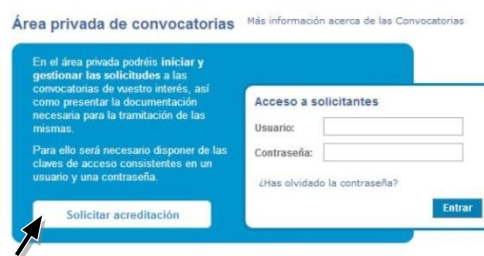 Área privada de convocatorias
Más información acerca de las Convocatorias
En el área privada podréis iniciar y
gestionar las solicitudes a las
convocatorias de vuestro interés, así
como presentar la documentación
necesaria para la tramitación de las
mismas.
Para ello será necesario disponer de las
claves de acceso consistentes en un
usuario y una contraseña.
Solicitar acreditación
Acceso a solicitantes
Usuario:
Contraseña:
¿Has olvidado la contraseña?
Entrar